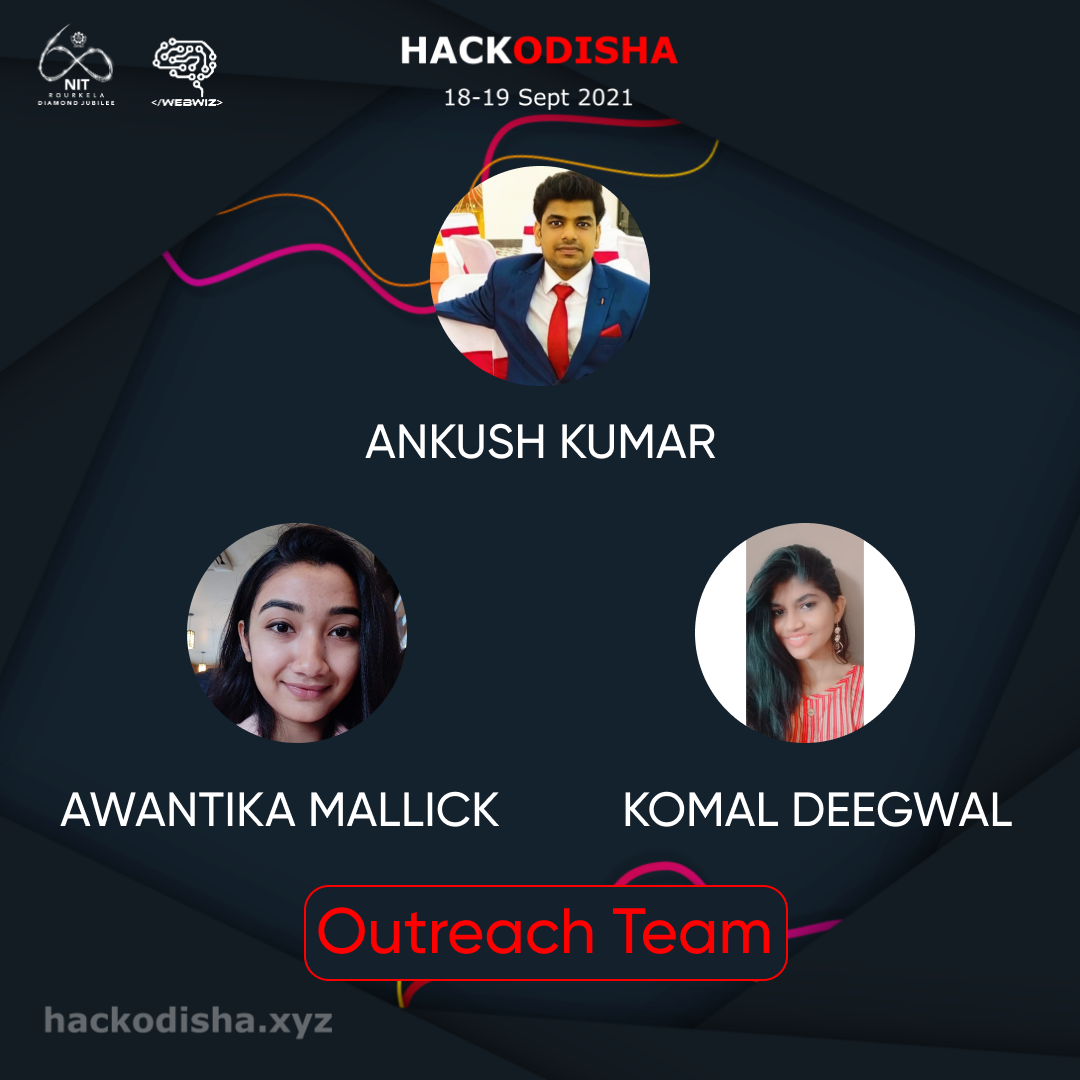 HACKODISHA
18-19 Sept 2021
60
NIT
ROURKELA
DIAMOND JUBILEE
</WEBWIZ>
ANKUSH KUMAR
AWANTIKA MALLICK
KOMAL DEEGWAL
Outreach Team
hackodisha.xyz